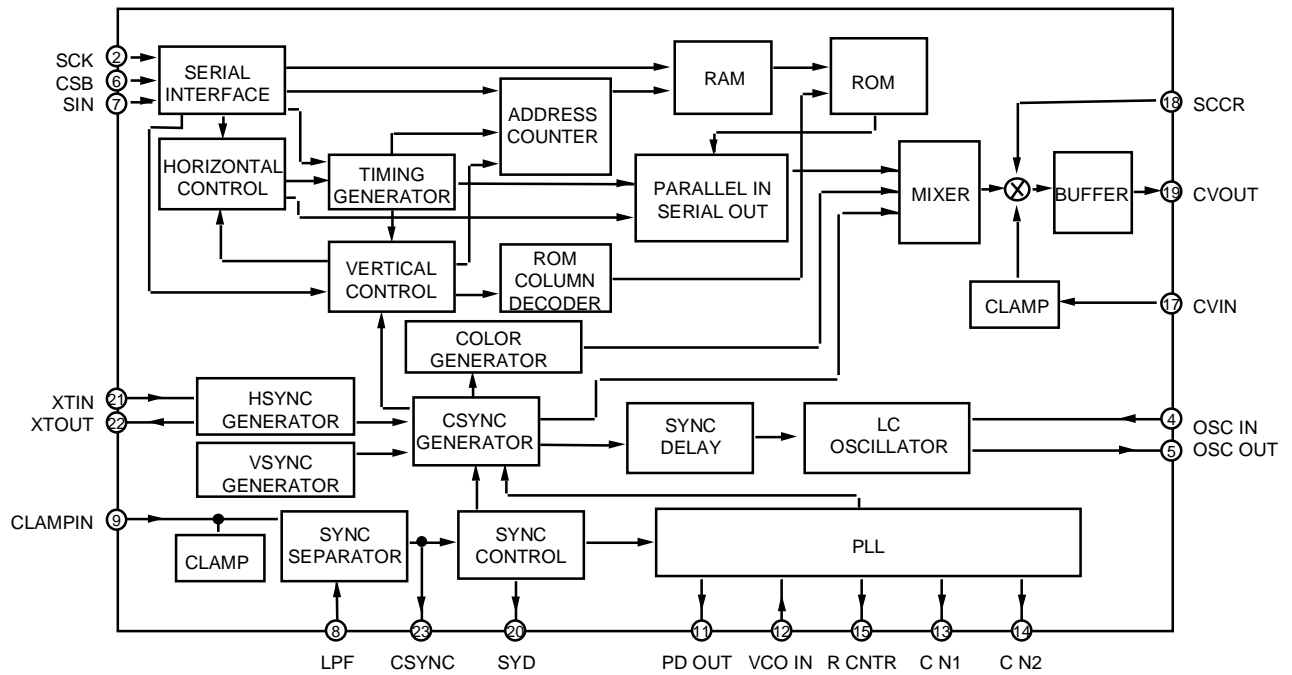 SCK
2
CSB
6
SIN
7
SERIAL
INTERFACE
RAM
ROM
ADDRESS
COUNTER
18
SCCR
HORIZONTAL
CONTROL
TIMING
GENERATOR
PARALLEL IN
SERIAL OUT
MIXER
X
BUFFER
19
CVOUT
VERTICAL
CONTROL
ROM
COLUMN
DECODER
CLAMP
17
CVIN
COLOR
GENERATOR
XTIN
21
XTOUT
22
HSYNC
GENERATOR
CSYNC
GENERATOR
SYNC
DELAY
LC
OSCILLATOR
4
OSC IN
5
OSC OUT
VSYNC
GENERATOR
CLAMPIN
9
CLAMP
SYNC
SEPARATOR
SYNC
CONTROL
PLL
8
23
20
11
12
15
13
14
LPF
CSYNC
SYD
PD OUT
VCO IN
R CNTR
C N1
C N2